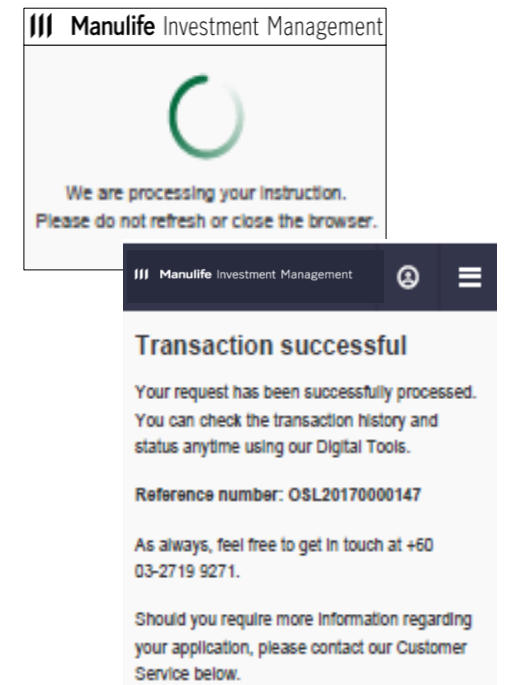 Manulife Investment Management
We are processing your instruction.
Please do not refresh or close the browser.
Manulife Investment Management
Transaction successful
Your request has been successfully processed.
You can check the transaction history and
status anytime using our Digital Tools.
Reference number: OSL20170000147
As always, feel free to get in touch at +60
03-2719 9271.
Should you require more information regarding
your application, please contact our Customer
Service below.